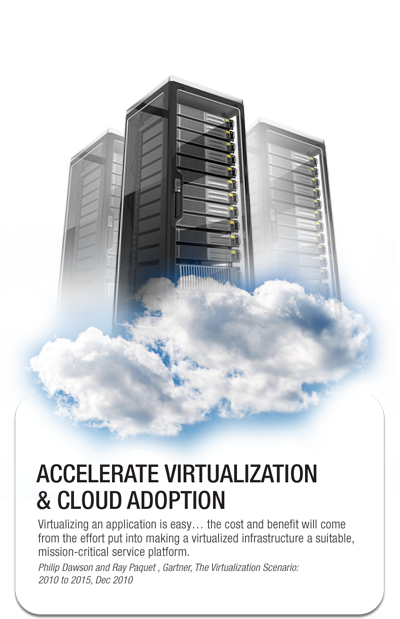 ACCELERATE VIRTUALIZATION
& CLOUD ADOPTION
Virtualizing an application is easy… the cost and benefit will come
from the effort put into making a virtualized infrastructure a suitable,
mission-critical service platform.
Philip Dawson and Ray Paquet , Gartner, The Virtualization Scenario:
2010 to 2015, Dec 2010